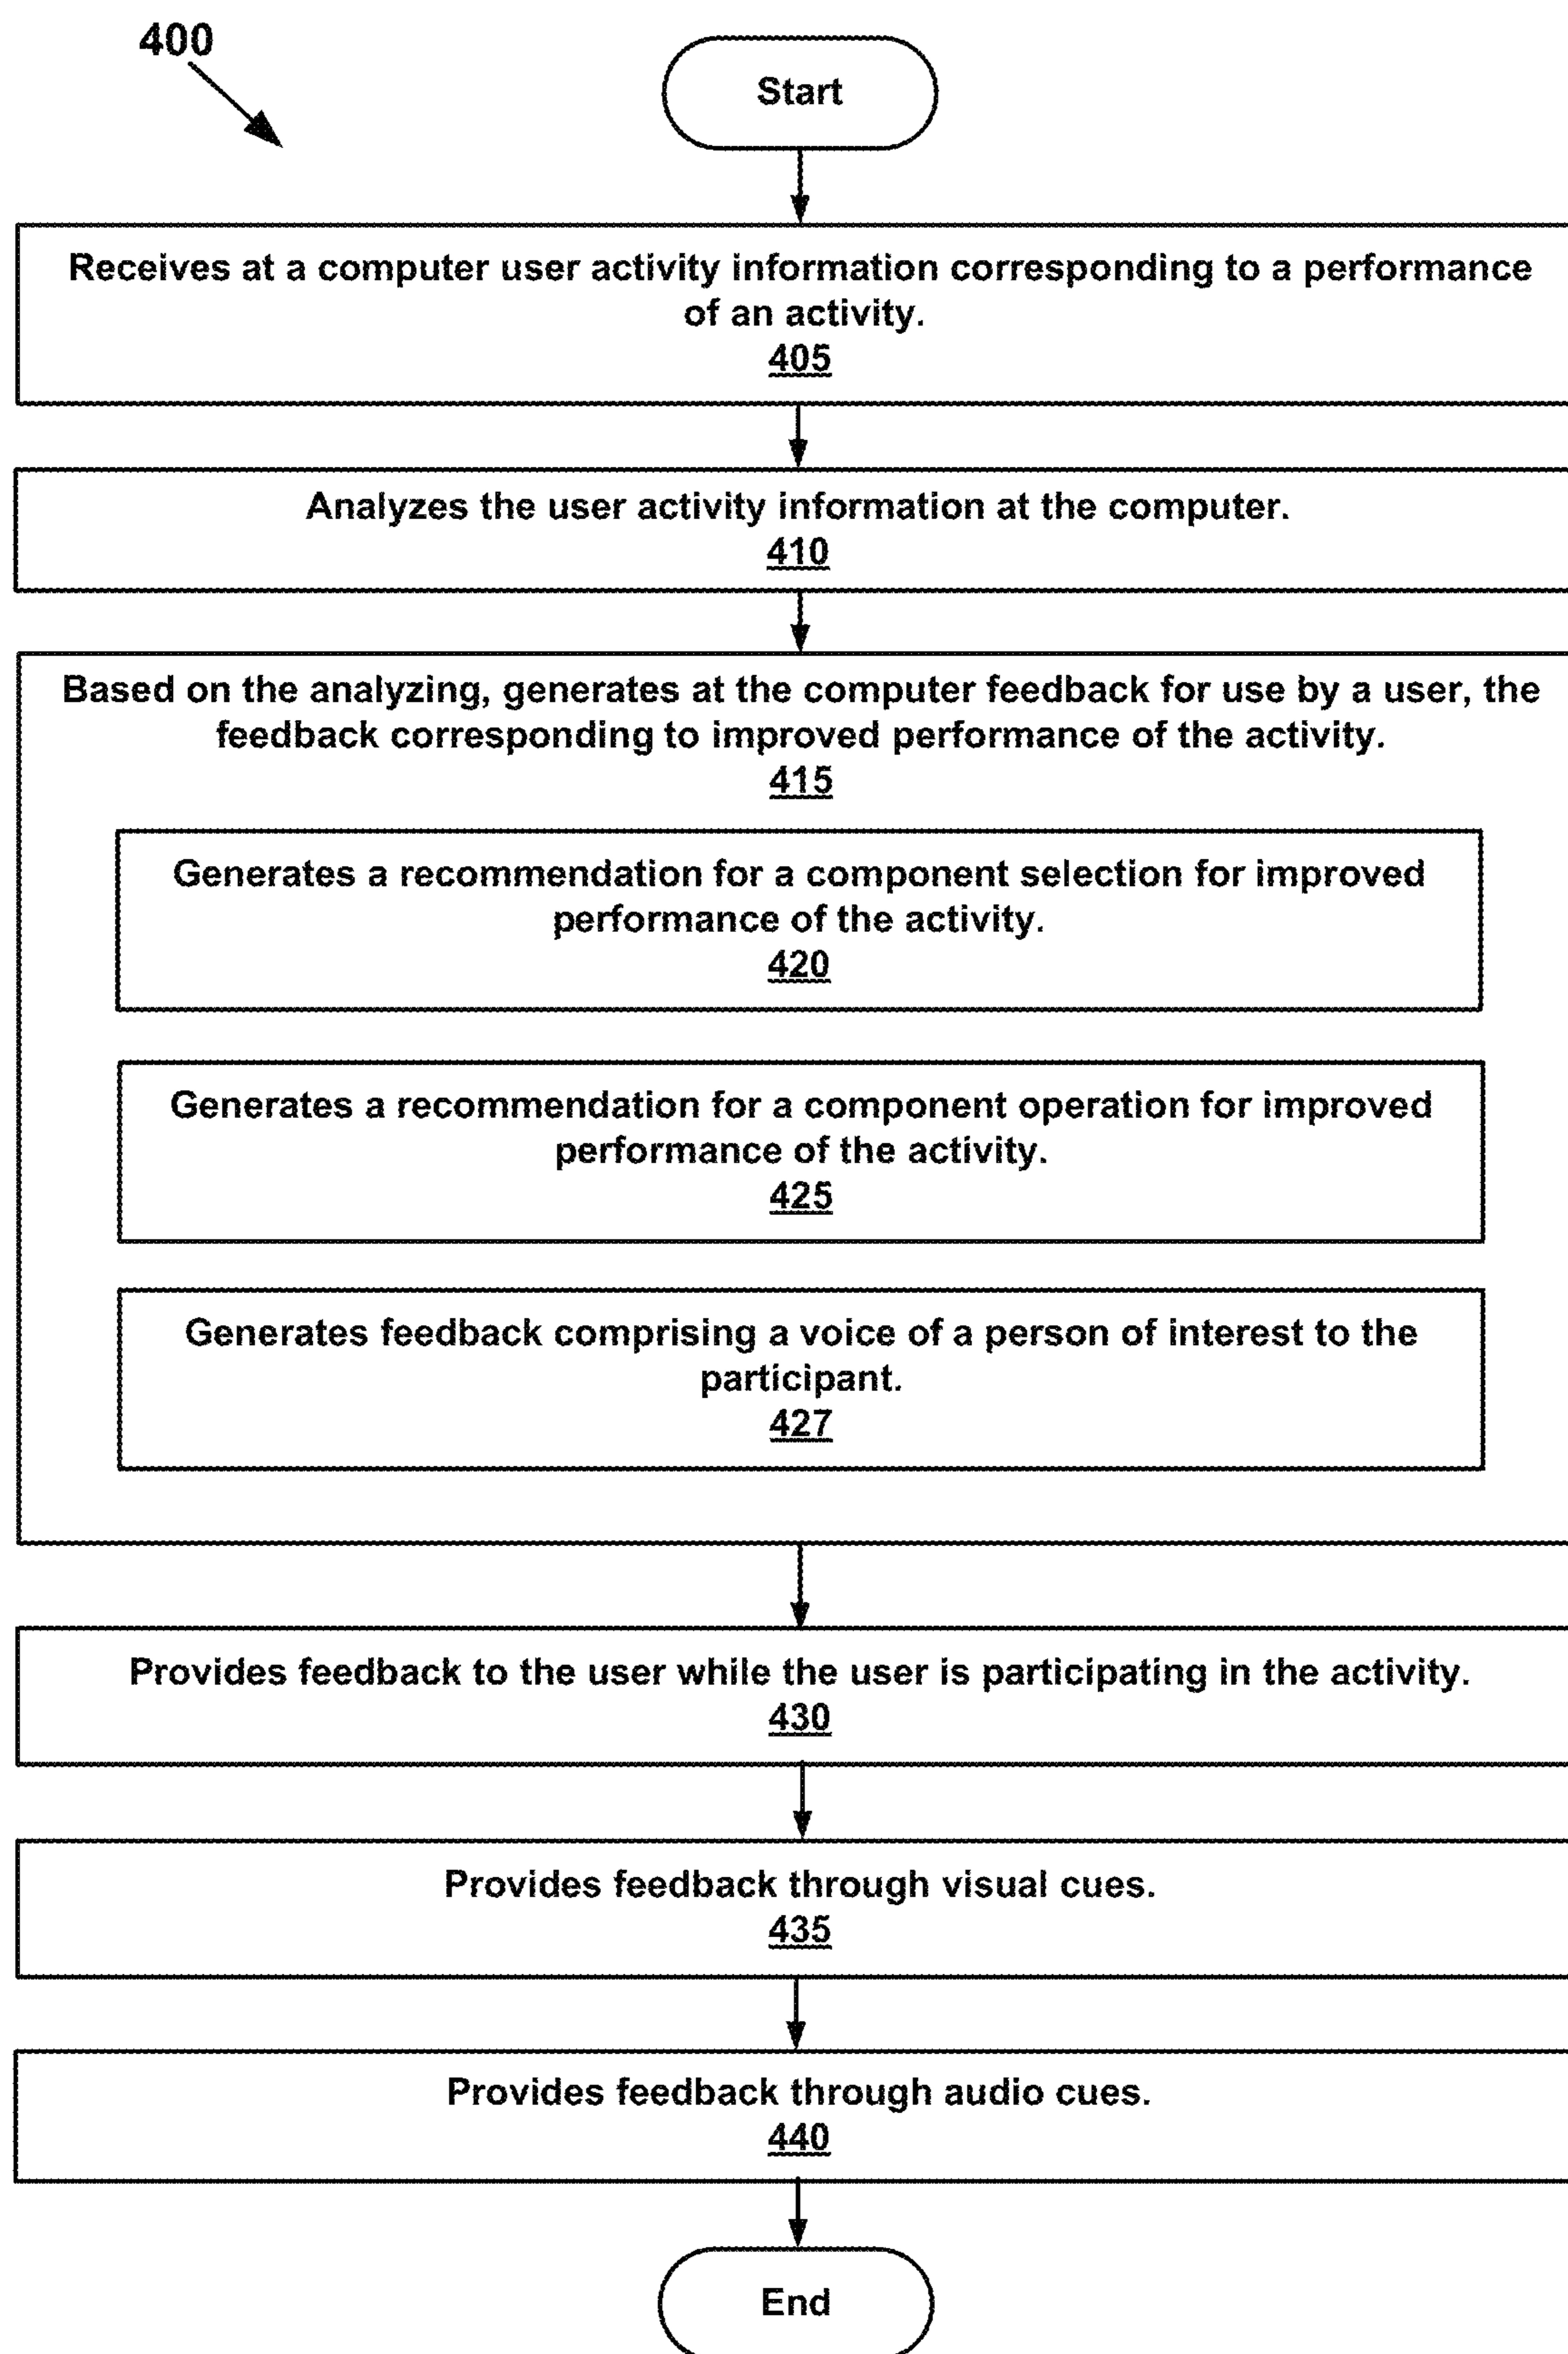 400
Start
Receives at a computer user activity information corresponding to a performance
of an activity.
405
Analyzes the user activity information at the computer.
410
Based on the analyzing, generates at the computer feedback for use by a user, the
feedback corresponding to improved performance of the activity.
415
Generates a recommendation for a component selection for improved
performance of the activity.
420
Generates a recommendation for a component operation for improved
performance of the activity.
425
Generates feedback comprising a voice of a person of interest to the
participant.
427
Provides feedback to the user while the user is participating in the activity.
430
Provides feedback through visual cues.
435
Provides feedback through audio cues.
440
End